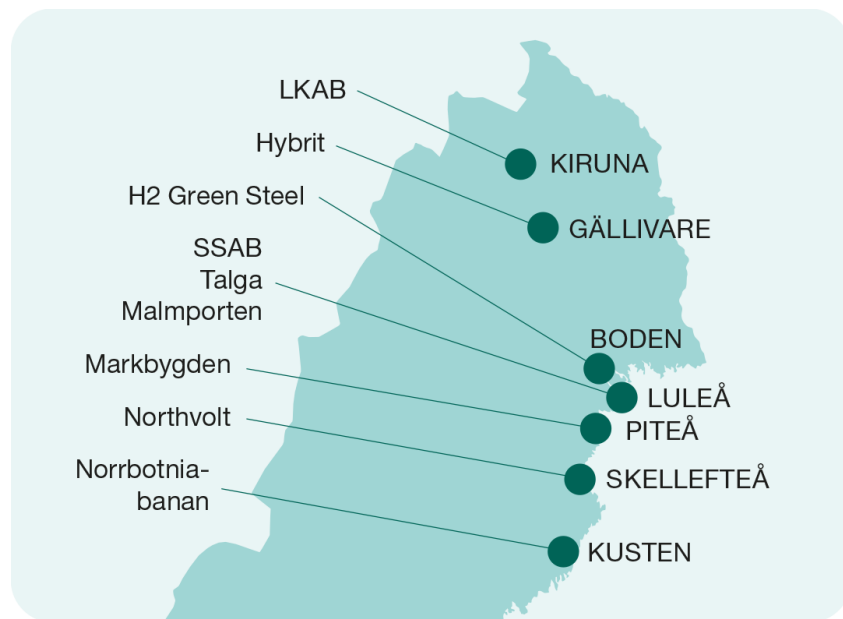 LKAB
KIRUNA
Hybrit
H2 Green Steel
GÄLLIVARE
SSAB
Talga
Malmporten
BODEN
Markbygden
LULEÅ
Northvolt
PITEÅ
Norrbotnia-
banan
SKELLEFTEÅ
KUSTEN